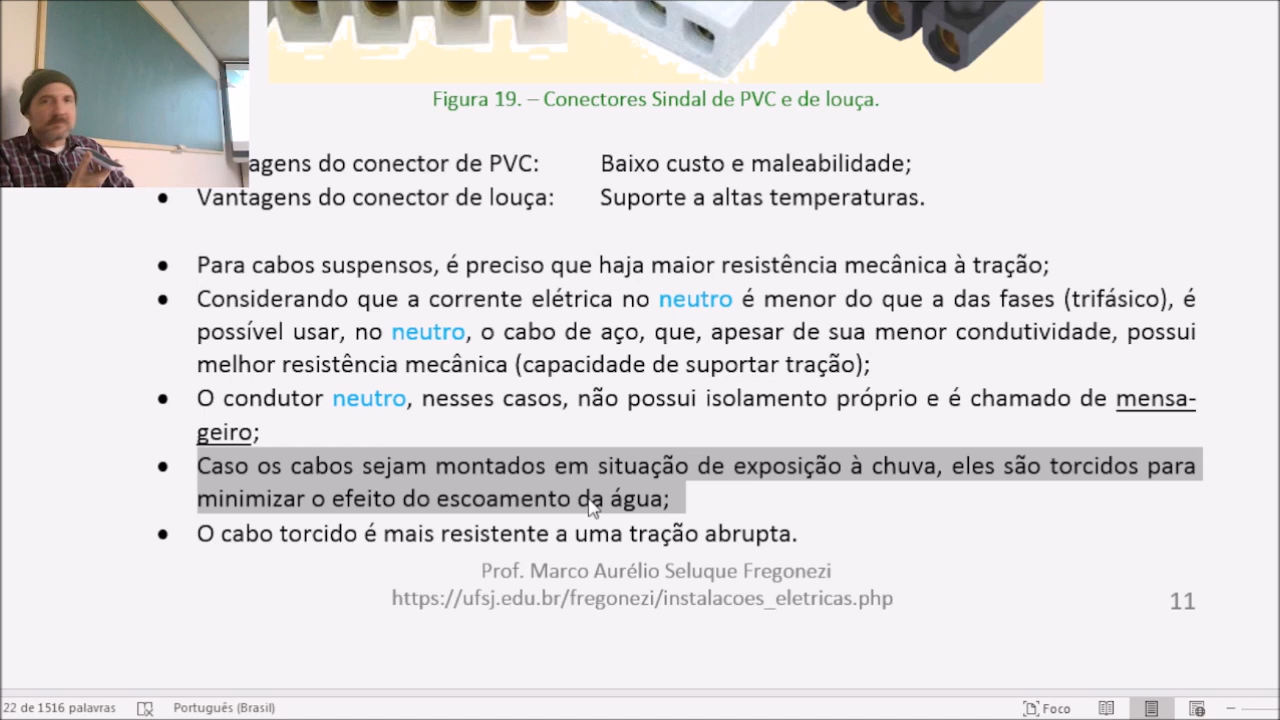 Figura 19. – Conectores Sindal de PVC e de louça.
agens do conector de PVC: Baixo custo e maleabilidade;
• Vantagens do conector de louça: Suporte a altas temperaturas.
• Para cabos suspensos, é preciso que haja maior resistência mecânica à tração;
• Considerando que a corrente elétrica no neutro é menor do que a das fases (trifásico), é
possível usar, no neutro, o cabo de aço, que, apesar de sua menor condutividade, possui
melhor resistência mecânica (capacidade de suportar tração);
• O condutor neutro, nesses casos, não possui isolamento próprio e é chamado de mensa-
geiro;
• Caso os cabos sejam montados em situação de exposição à chuva, eles são torcidos para
minimizar o efeito do escoamento da água;
• O cabo torcido é mais resistente a uma tração abrupta.
Prof. Marco Aurélio Seluque Fregonezi
https://ufsj.edu.br/fregonezi/instalacoes_eletricas.php
11
22 de 1516 palavras Português (Brasil) Foco